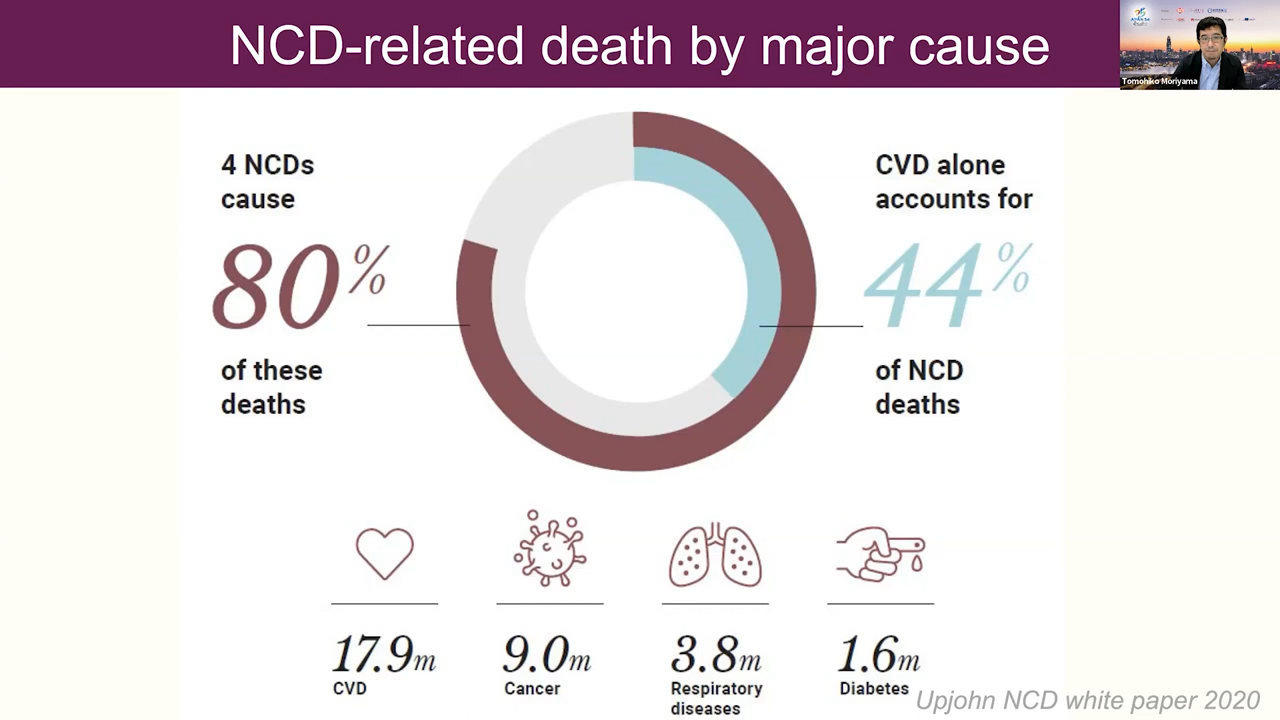 NCD-related death by major cause
Tomohiko Moriyama
4 NCDs
cause
80%
of these
deaths
CVD alone
accounts for
44%
of NCD
deaths
17.9m
CVD
9.0m
Cancer
3.8m
Respiratory
diseases
1.6m
Diabetes
Upjohn NCD white paper 2020